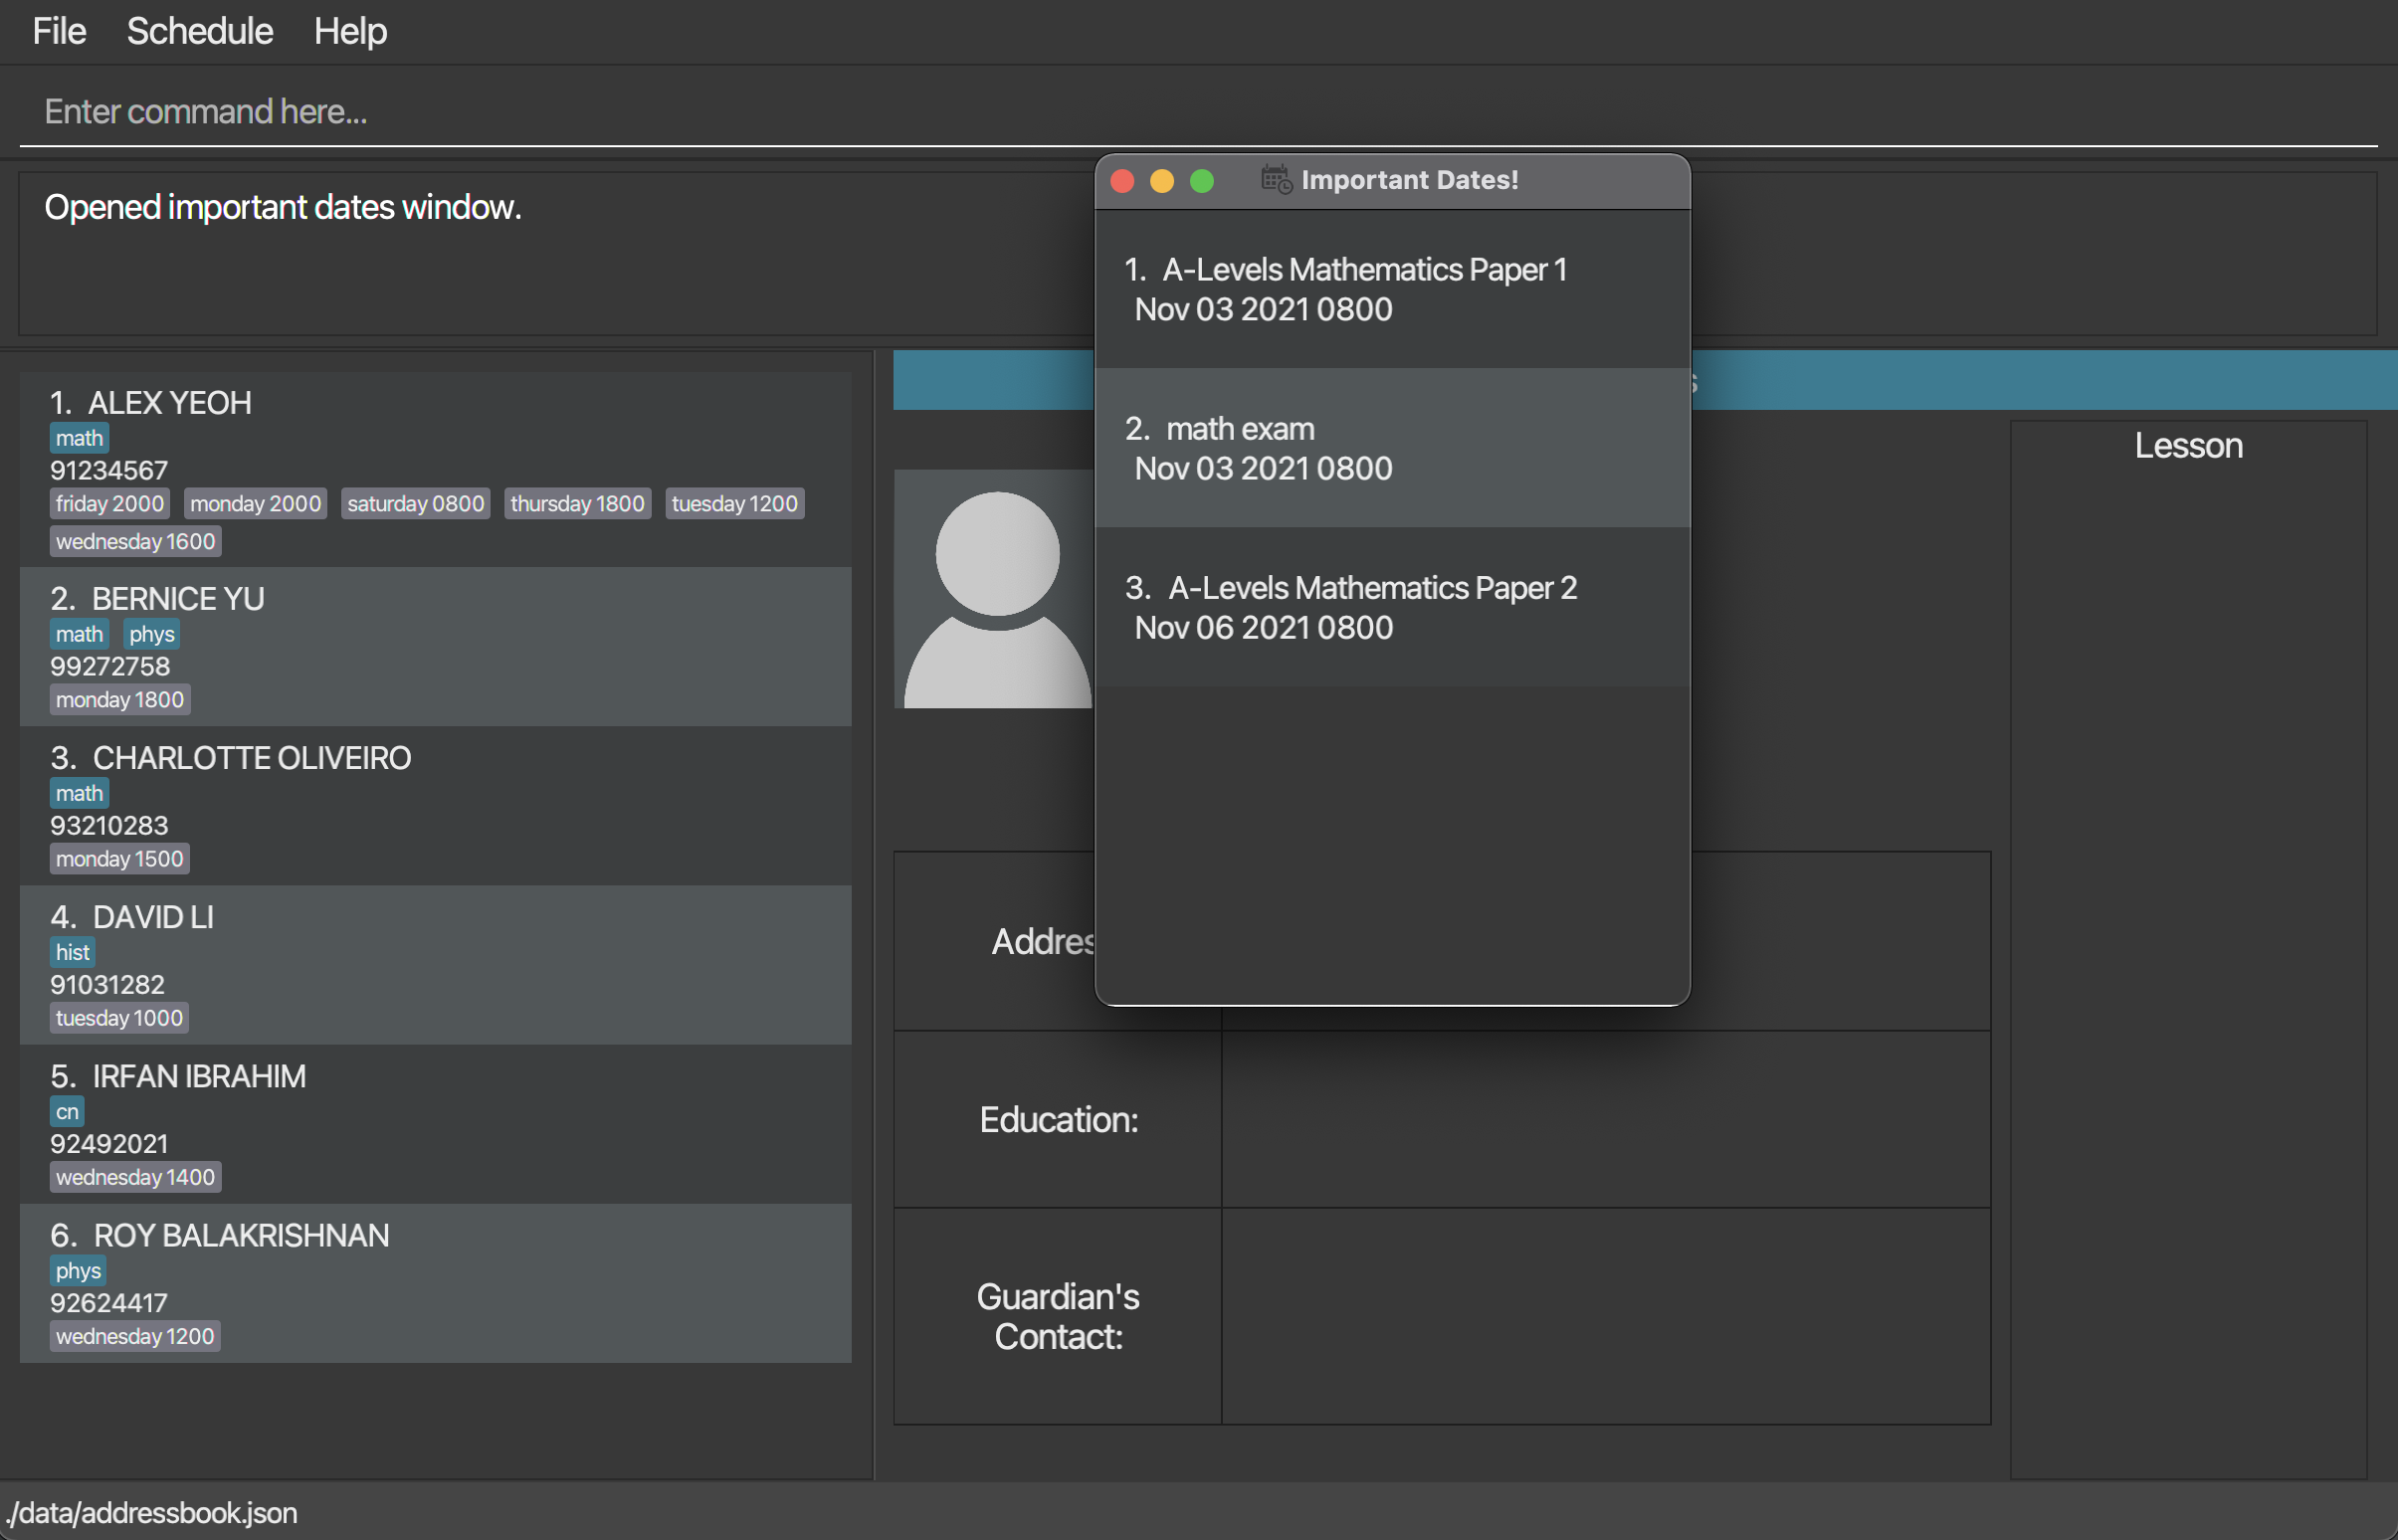 File Schedule Help
Enter command here...
Opened important dates window.
1. ALEX YEOH
math
91234567
friday 2000 monday 2000 saturday 0800 thursday 1800 tuesday 1200
wednesday 1600
2. BERNICE YU
math phys
99272758
monday 1800
3. CHARLOTTE OLIVEIRO
math
93210283
monday 1500
4. DAVID LI
hist
91031282
tuesday 1000
5. IRFAN IBRAHIM
cn
92492021
wednesday 1400
6. ROY BALAKRISHNAN
phys
92624417
wednesday 1200
Important Dates!
1. A-Levels Mathematics Paper 1
Nov 03 2021 0800
2. math exam
Nov 03 2021 0800
3. A-Levels Mathematics Paper 2
Nov 06 2021 0800
Education:
Guardian's
Contact:
Lesson
./data/addressbook.json